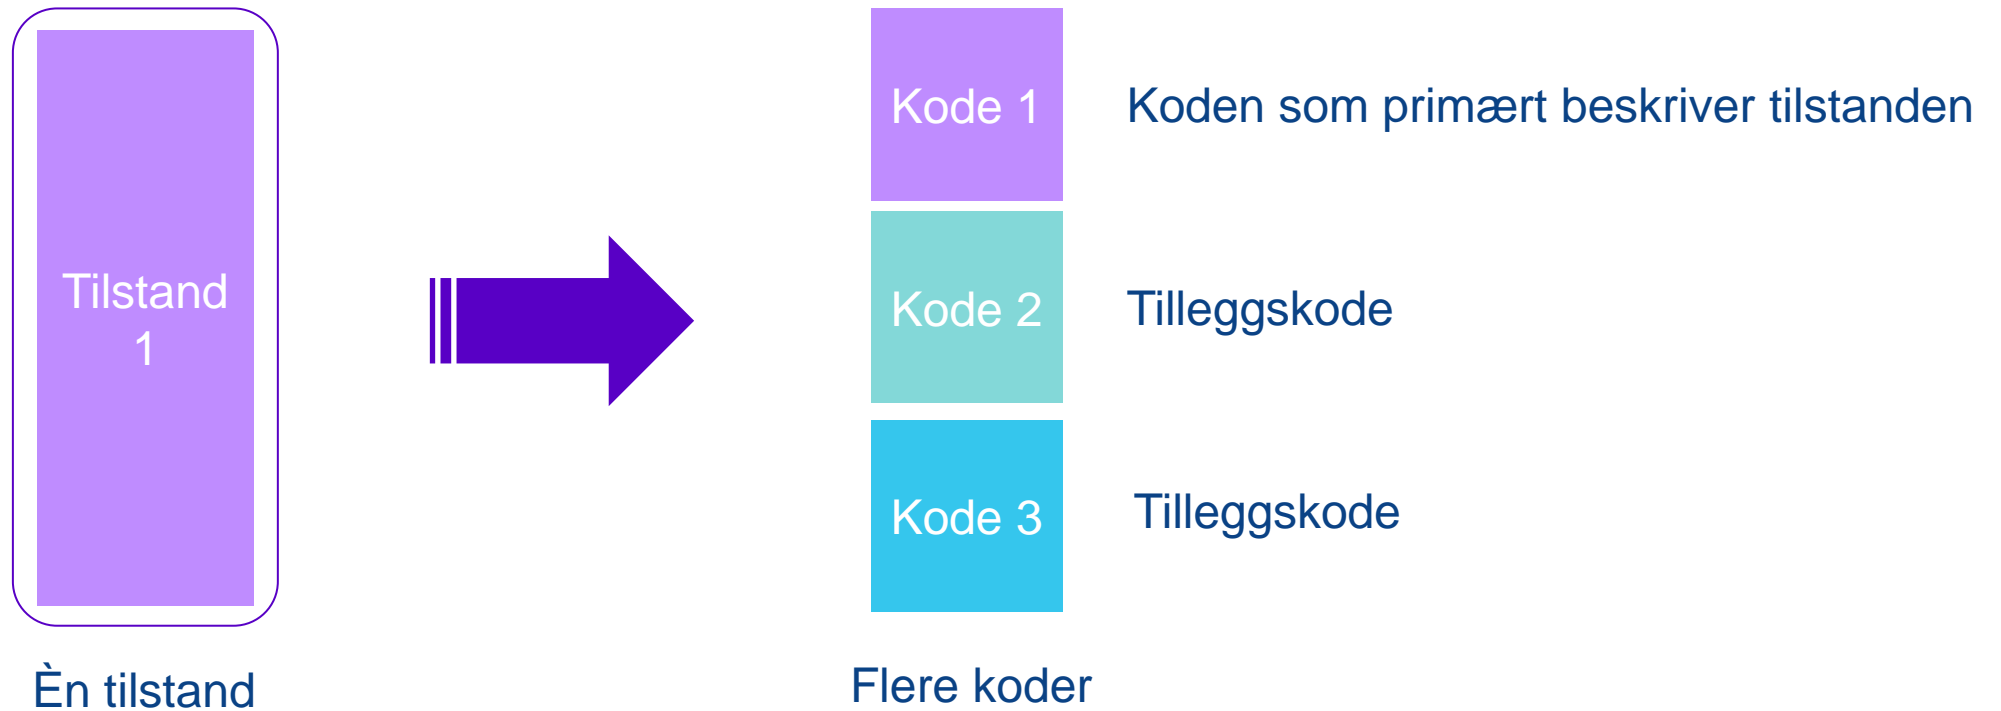 Tilstand
1
Èn tilstand
Kode 1
Koden som primært beskriver tilstanden
Kode 2
Tilleggskode
Kode 3
Tilleggskode
Flere koder